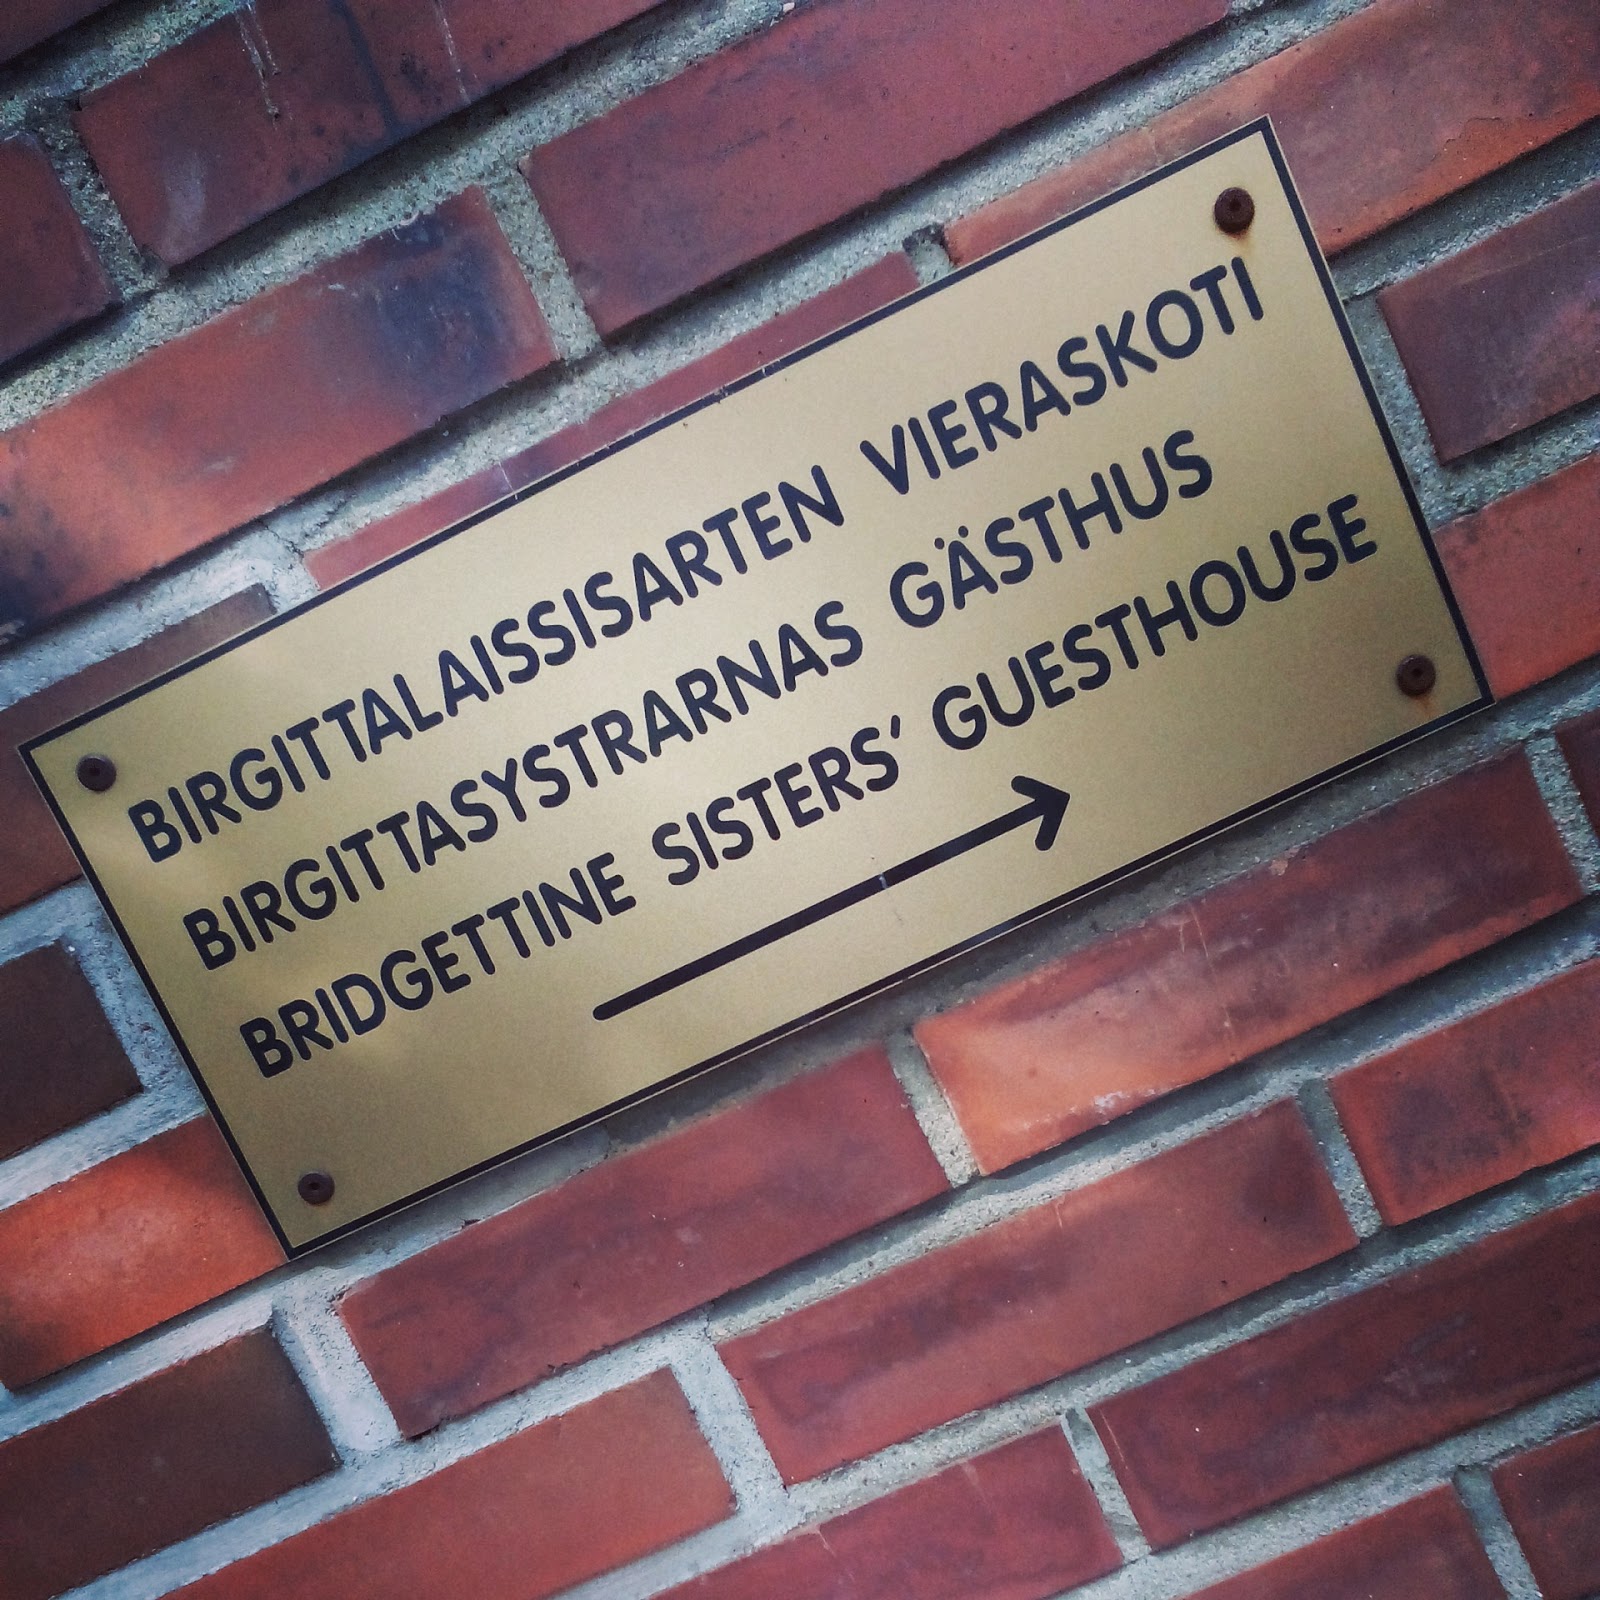 BIRGITTALAISSISARTEN VIERASKOTI
BIRGITTASYSTRARNAS GÄSTHUS
BRIDGETTINE SISTERS' GUESTHOUSE